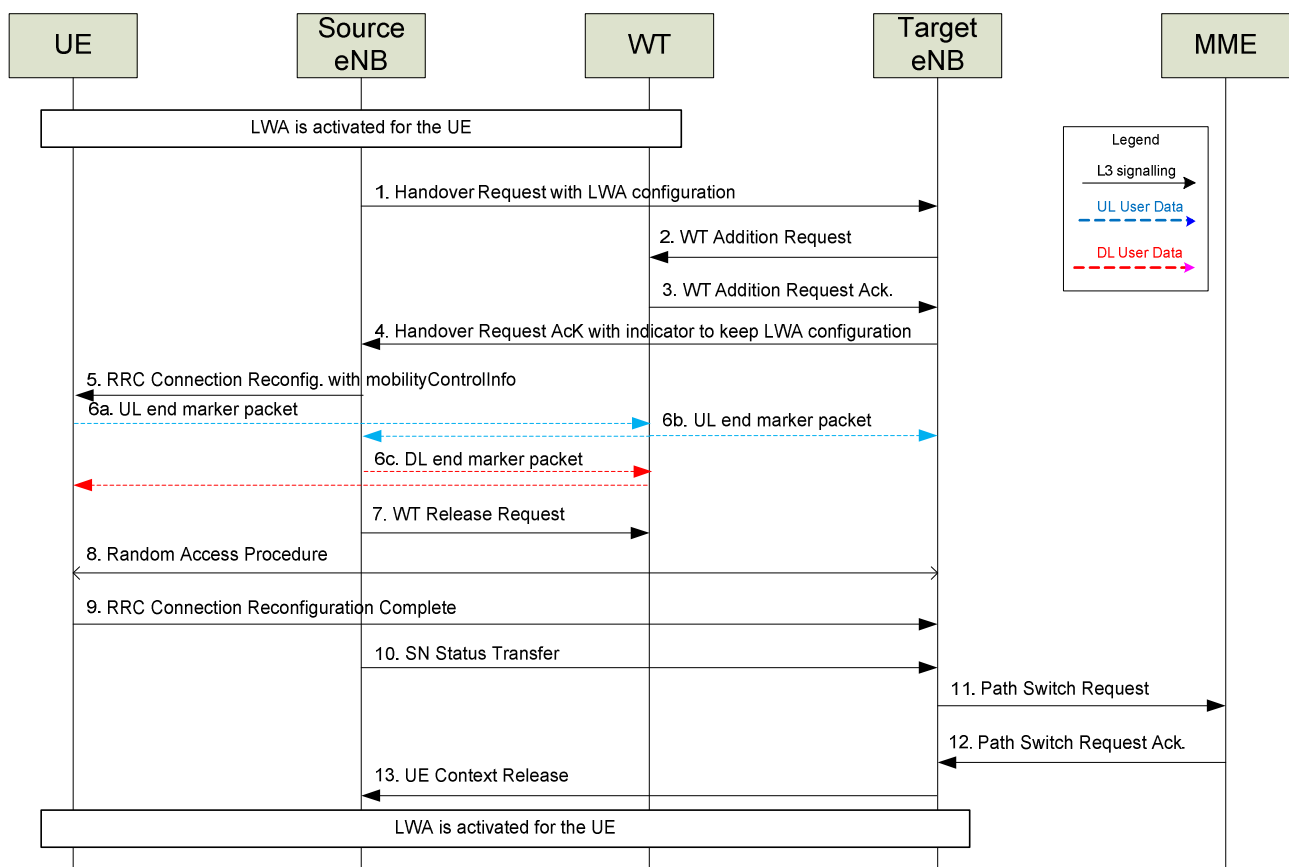 UE
Source
eNB
WT
Target
eNB
MME
LWA is activated for the UE
Legend
L3 signalling
UL User Data
DL User Data
1. Handover Request with LWA configuration
2. WT Addition Request
3. WT Addition Request Ack.
4. Handover Request AcK with indicator to keep LWA configuration
5. RRC Connection Reconfig. with mobilityControlInfo
6a. UL end marker packet
6b. UL end marker packet
6c. DL end marker packet
7. WT Release Request
8. Random Access Procedure
9. RRC Connection Reconfiguration Complete
10. SN Status Transfer
11. Path Switch Request
12. Path Switch Request Ack.
13. UE Context Release
LWA is activated for the UE